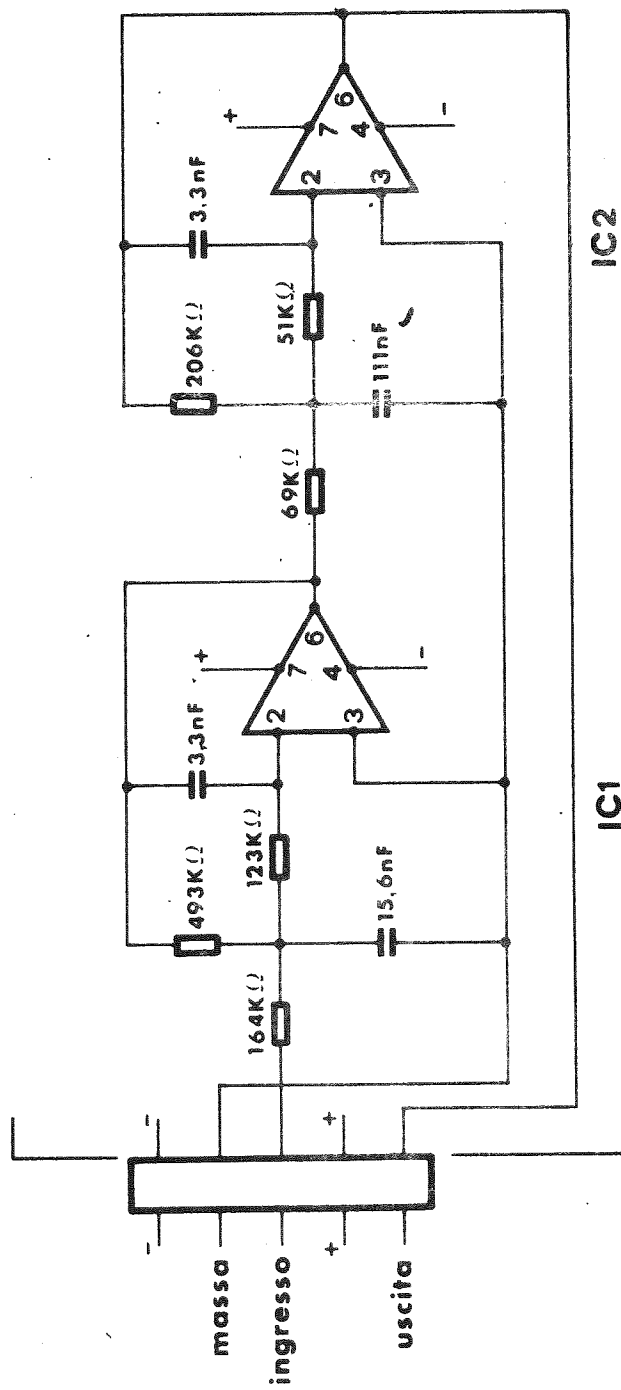 -
massa
ingresso
+
uscita
-
+
164KΩ
493KΩ
15,6nF
123KΩ
3,3nF
2
3
7
4
6
+
-
IC1
69KΩ
206KΩ
111nF
51KΩ
3,3nF
2
3
7
4
6
+
-
IC2